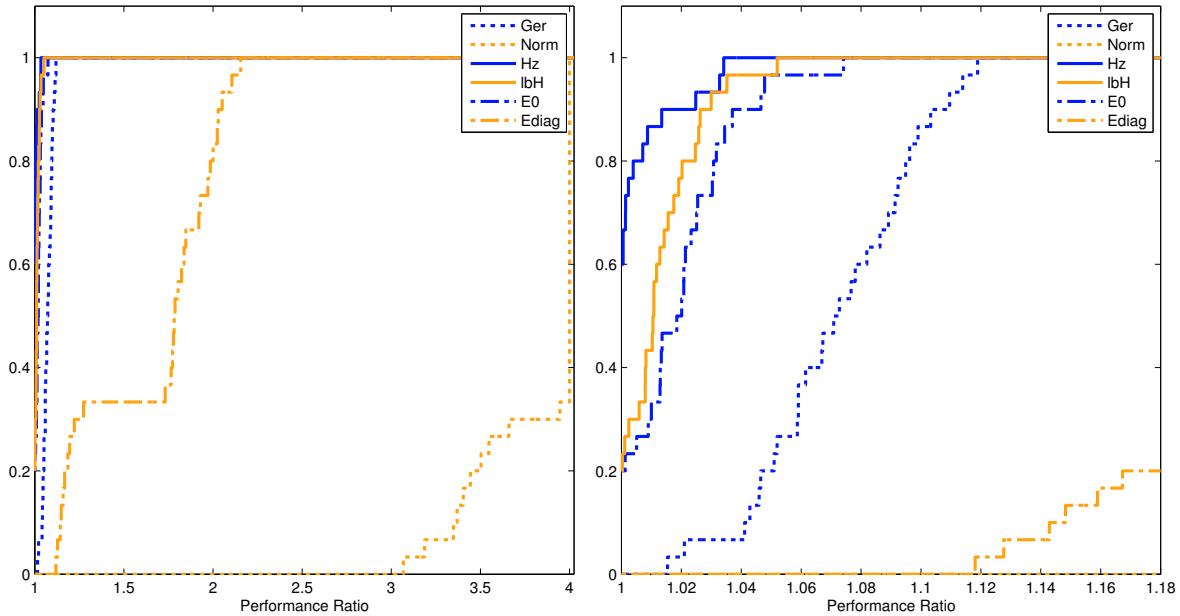 1
0.8
0.6
0.4
0.2
0
1
1.5
2
2.5
3
3.5
4
Performance Ratio
Ger
Norm
Hz
lbH
E0
Ediag
1
0.8
0.6
0.4
0.2
0
1
1.02
1.04
1.06
1.08
1.1
1.12
1.14
1.16
1.18
Performance Ratio
Ger
Norm
Hz
lbH
E0
Ediag